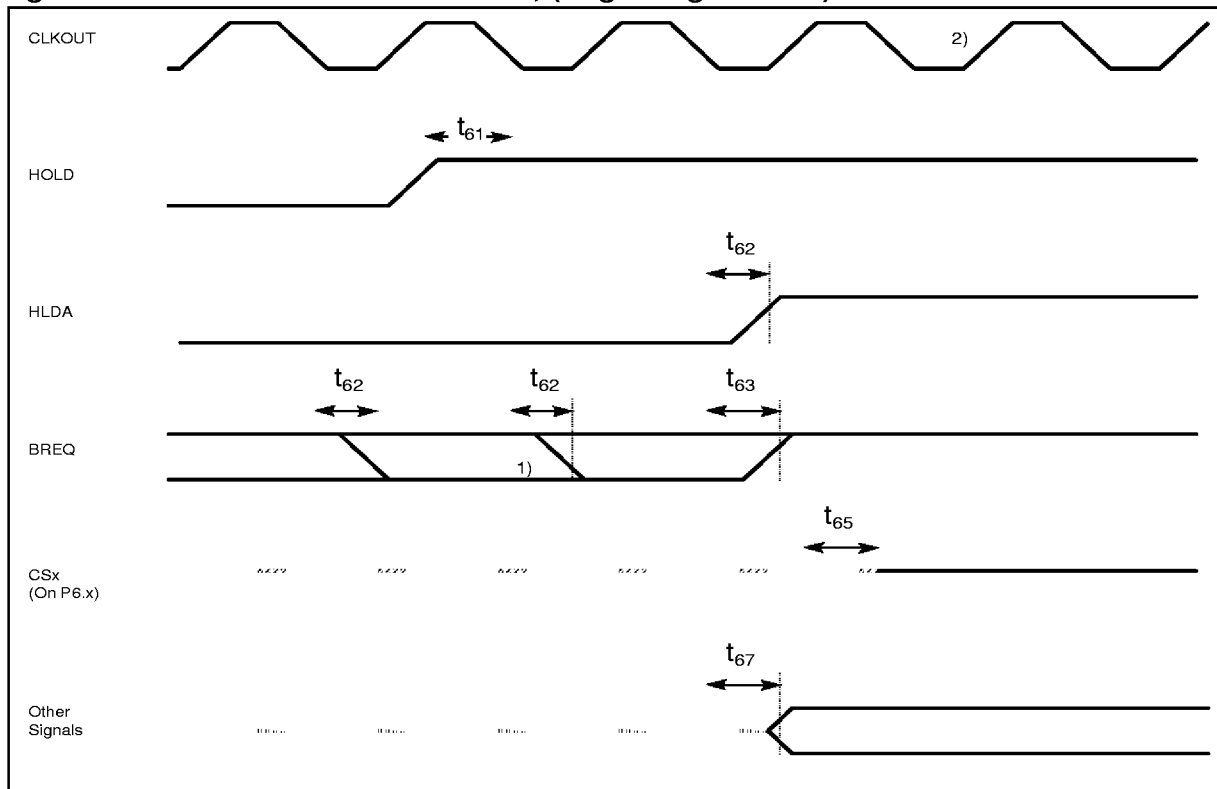 CLKOUT
2)
t61
HOLD
t62
HLDA
t62
t62
t63
BREQ
1)
t65
CSx
(On P6.x)
t67
Other
Signals